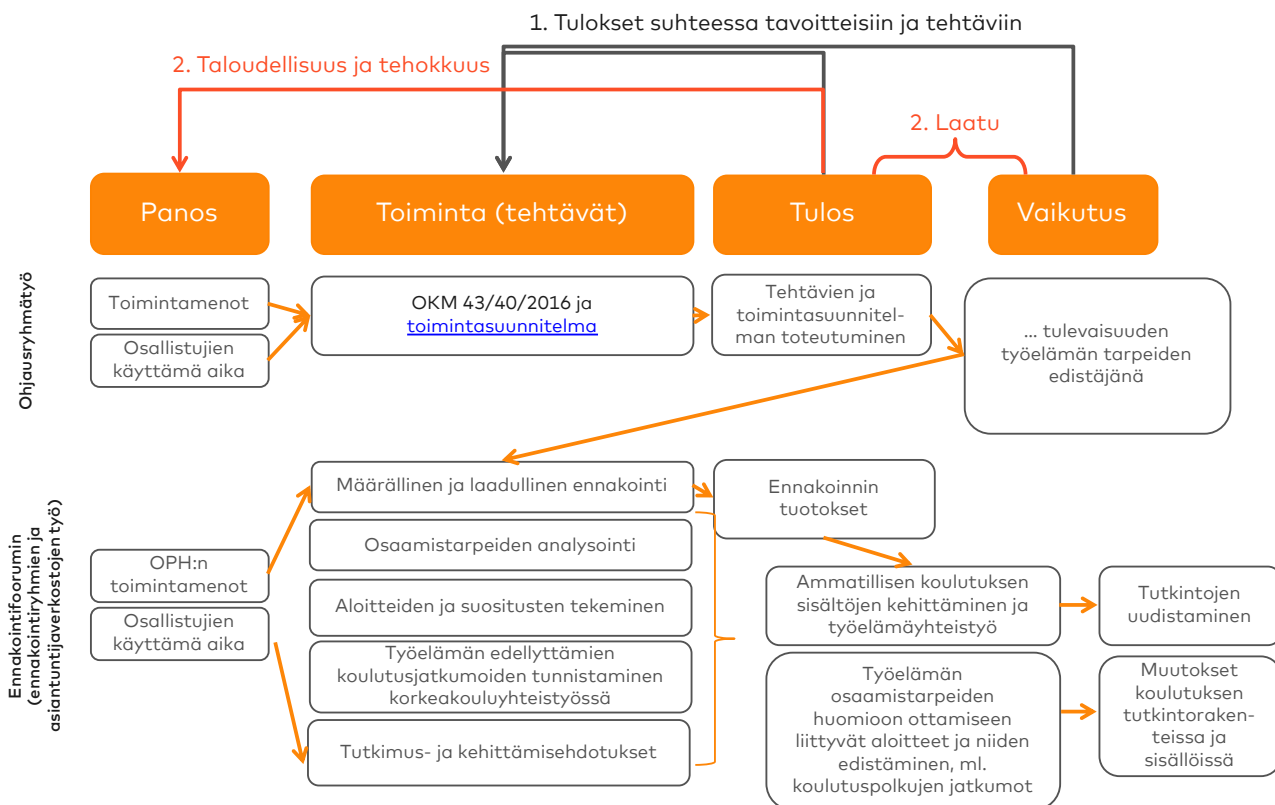 1. Tulokset suhteessa tavoitteisiin ja tehtäviin
2. Taloudellisuus ja tehokkuus
2. Laatu
Panos
Toiminta (tehtävät)
Tulos
Vaikutus
Ohjausryhmätyö
Toimintamenot
Osallistujien
käyttämä aika
OKM 43/40/2016 ja
toimintasuunnitelma
Tehtävien ja
toimintasuunnitel-
man toteutuminen
... tulevaisuuden
työelämän tarpeiden
edistäjänä
Ennakointifoorumin
(ennakointiryhmien ja
asiantuntijaverkostojen työ)
OPH:n
toimintamenot
Osallistujien
käyttämä aika
Määrällinen ja laadullinen ennakointi
Osaamistarpeiden analysointi
Aloitteiden ja suositusten tekeminen
Työelämän edellyttämien
koulutusjatkumoiden tunnistaminen
korkeakouluyhteistyössä
Tutkimus- ja kehittämisehdotukset
Ennakoinnin
tuotokset
Ammatillisen koulutuksen
sisältöjen kehittäminen ja
työelämäyhteistyö
Tutkintojen
uudistaminen
Työelämän
osaamistarpeiden
huomioon ottamiseen
liittyvät aloitteet ja niiden
edistäminen, ml.
koulutuspolkujen jatkumot
Muutokset
koulutuksen
tutkintoraken-
teissa ja
sisällöissä